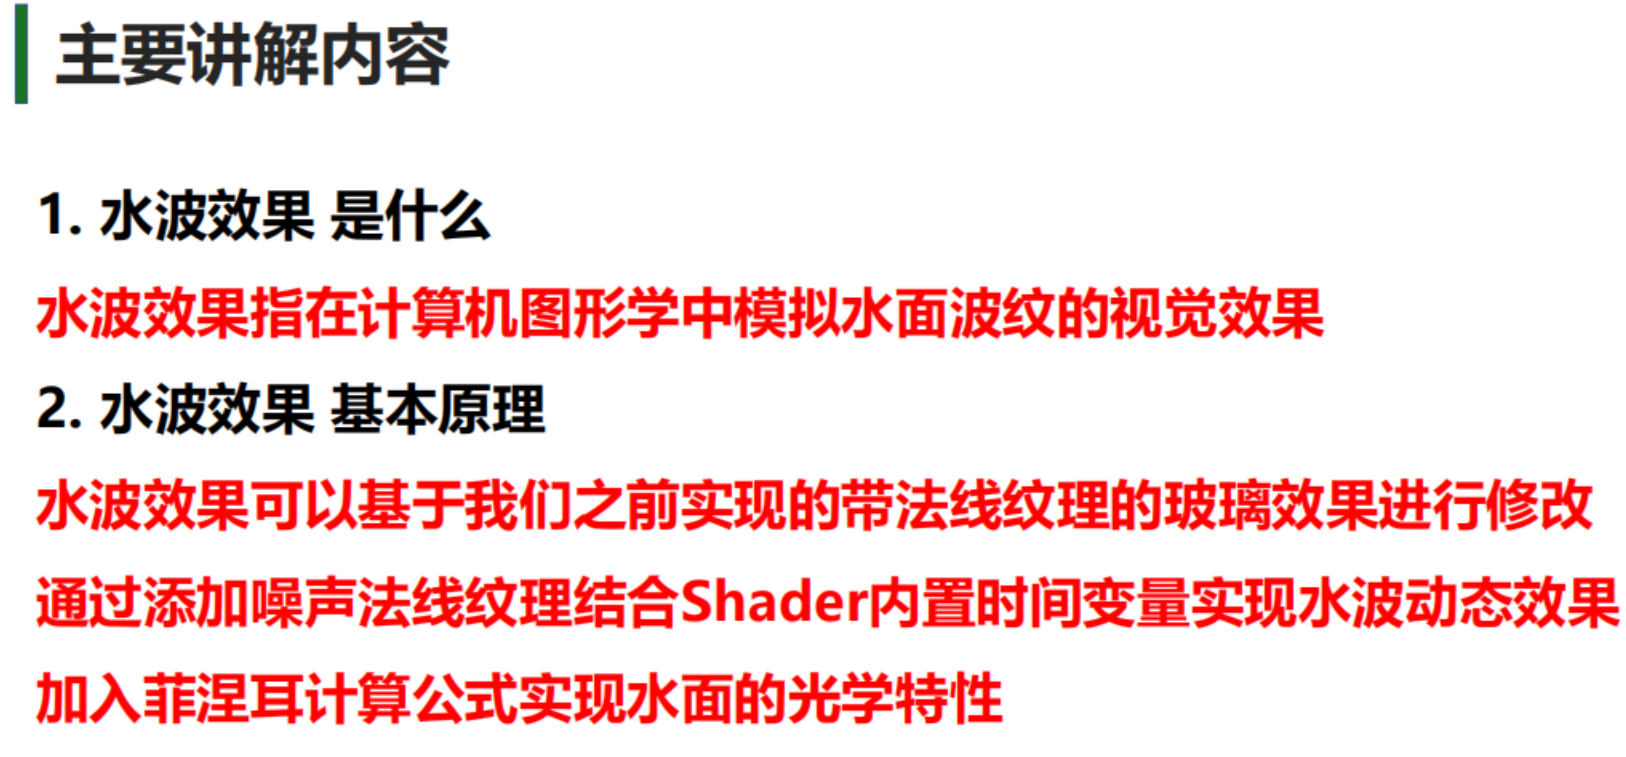 主要讲解内容
1. 水波效果 是什么
水波效果指在计算机图形学中模拟水面波纹的视觉效果
2. 水波效果 基本原理
水波效果可以基于我们之前实现的带法线纹理的玻璃效果进行修改
通过添加噪声法线纹理结合Shader内置时间变量实现水波动态效果
加入菲涅耳计算公式实现水面的光学特性